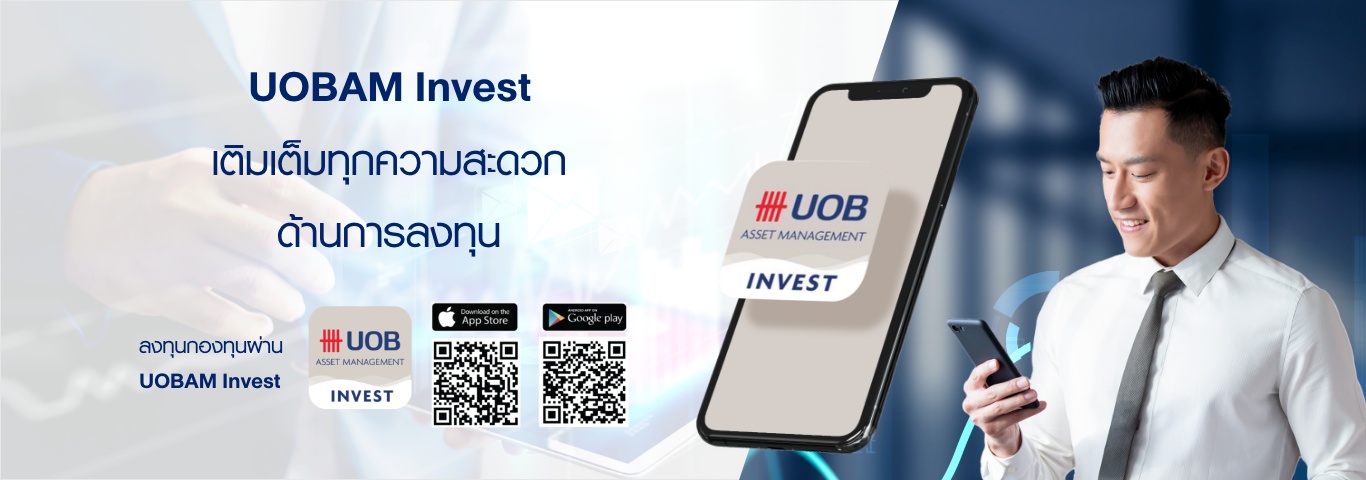 UOBAM Invest
เติมเต็มทุกความสะดวก
ด้านการลงทุน
ลงทุนกองทุนผ่าน
UOBAM Invest
UOB
ASSET MANAGEMENT
INVEST
Download on the
App Store
ANDROID APP ON
Google play
UOB
ASSET MANAGEMENT
INVEST